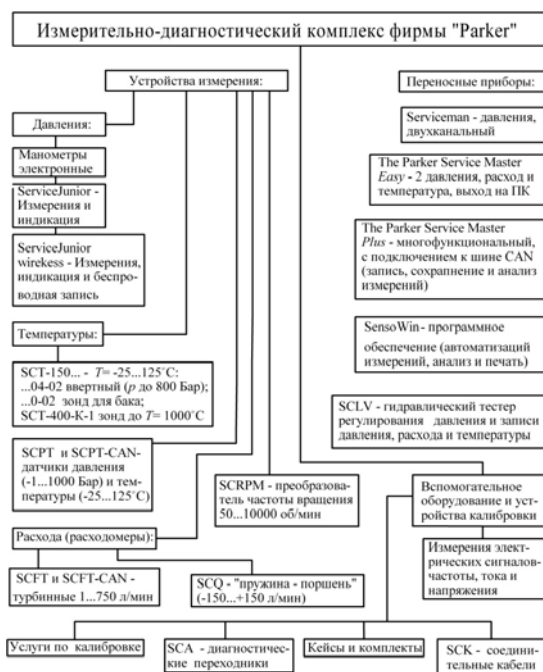 Измерительно-диагностический комплекс фирмы "Parker"
Устройства измерения:
Давления:
Манометры
электронные
ServiceJunior -
Измерения и
индикация
ServiceJunior
wirekess - Измерения,
индикация и беспро-
водная запись
Температуры:
SCT-150... - T= -25...125°C:
...04-02 ввертный (p до 800 Бар);
...0-02 зонд для бака;
SCT-400-K-1 зонд до T= 1000°C
SCPT и SCPT-CAN-
датчики давления
(-1...1000 Бар) и тем-
пературы (-25...125°C)
SCRPM - преобразова-
тель частоты вращения
50...10000 об/мин
Расхода (расходомеры):
SCFT и SCFT-CAN -
турбинные 1...750 л/мин
SCQ - "пружина - поршень"
(-150...+150 л/мин)
Переносные приборы:
Serviceman - давления,
двухканальный
The Parker Service Master
Easy - 2 давления, расход и
температура, выход на ПК
The Parker Service Master
Plus - многофункциональный,
с подключением к шине CAN
(запись, сохрапнение и анализ
измерений)
SensoWin - программное
обеспечение (автоматизаций
измерений, анализ и печать)
SCLV - гидравлический тестер
регулирования давления и записи
давления, расхода и температуры
Вспомогательное
оборудование и уст-
ройства калибровки
Измерения элект-
рических сигналов-
частоты, тока и
напряжения
Услуги по калибровке
SCA - диагностичес-
кие переходники
Кейсы и комплекты
SCK - соедини-
тельные кабели